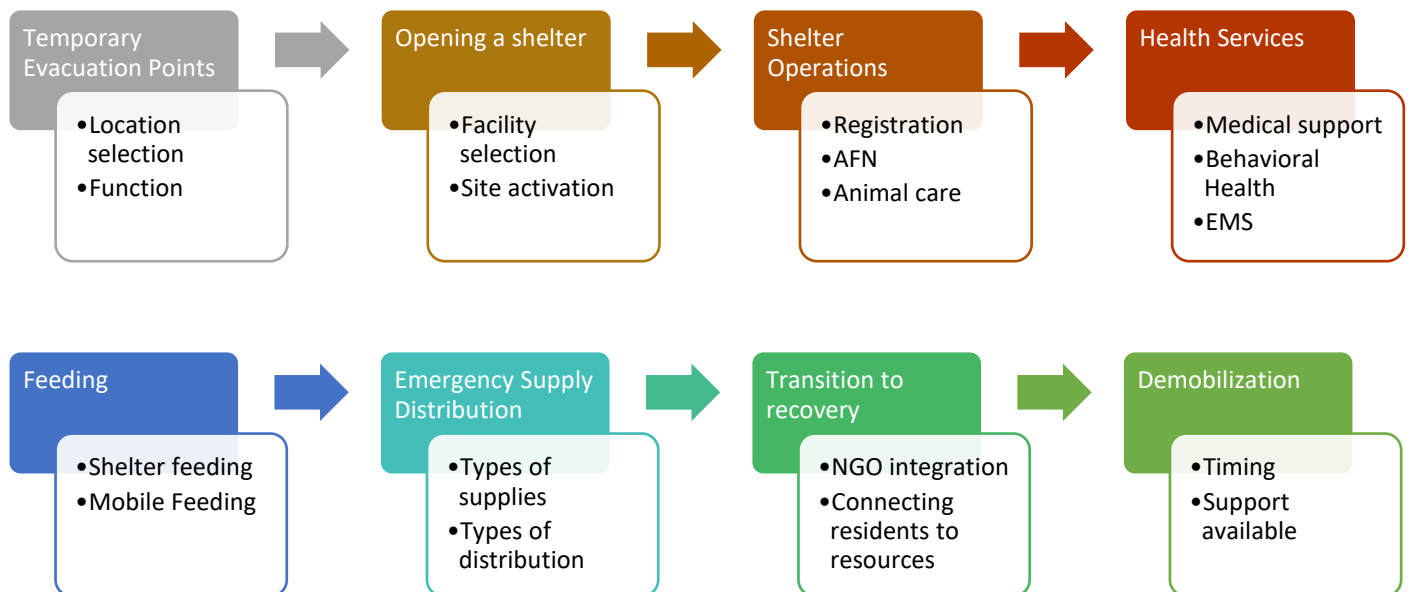 Temporary
Evacuation Points
•Location
selection
•Function
Opening a shelter
•Facility
selection
•Site activation
Shelter
Operations
•Registration
•AFN
•Animal care
Health Services
•Medical support
•Behavioral
Health
•EMS
Feeding
•Shelter feeding
•Mobile Feeding
Emergency Supply
Distribution
•Types of
supplies
•Types of
distribution
Transition to
recovery
•NGO integration
•Connecting
residents to
resources
Demobilization
•Timing
•Support
available